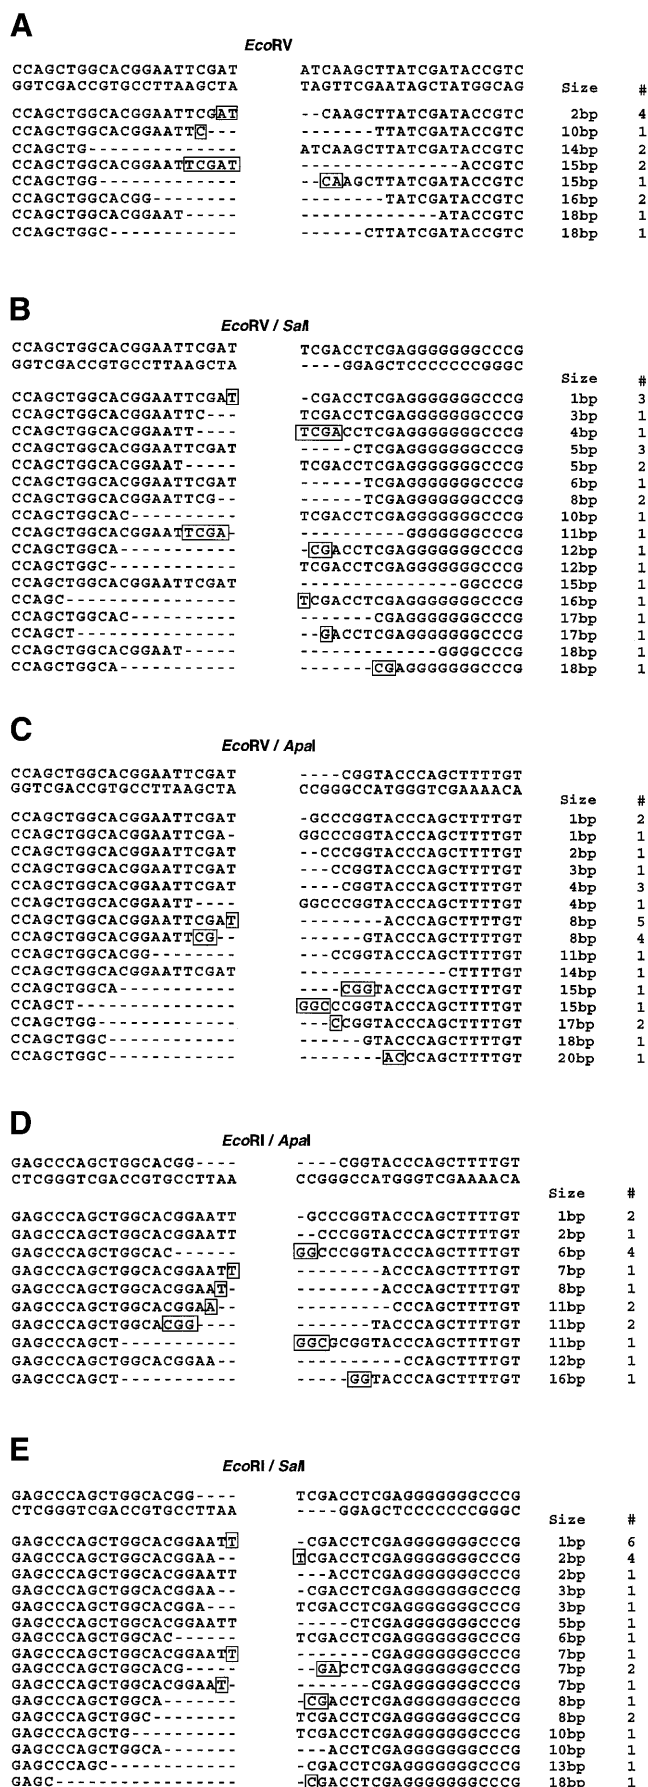 A
EcoRV
CCAGCTGGCACGGAATTCGAT ATCAAGCTTATCGATACCGTC
GGTCGACCGTGCCTTAAGCTA TAGTTCGAATAGCTATGGCAG
Size #
CCAGCTGGCACGGAATTCGAT --CAAGCTTATCGATACCGTC 2bp 4
CCAGCTGGCACGGAATTC--- -------TTATCGATACCGTC 10bp 1
CCAGCTG-------------- ATCAAGCTTATCGATACCGTC 14bp 2
CCAGCTGGCACGGAATTCGAT ---------------ACCGTC 15bp 2
CCAGCTGG------------- --CAAGCTTATCGATACCGTC 15bp 1
CCAGCTGGCACGG-------- --------TATCGATACCGTC 16bp 2
CCAGCTGGCACGGAAT----- -------------ATACCGTC 18bp 1
CCAGCTGGC------------ ------CTTATCGATACCGTC 18bp 1
B
EcoRV / SalI
CCAGCTGGCACGGAATTCGAT TCGACCTCGAGGGGGGGCCCG
GGTCGACCGTGCCTTAAGCTA ----GGAGCTCCCCCCCGGGC
Size #
CCAGCTGGCACGGAATTCGAT -CGACCTCGAGGGGGGGCCCG 1bp 3
CCAGCTGGCACGGAATTC--- TCGACCTCGAGGGGGGGCCCG 3bp 1
CCAGCTGGCACGGAATT---- TCGACCTCGAGGGGGGGCCCG 4bp 1
CCAGCTGGCACGGAATTCGAT -----CTCGAGGGGGGGCCCG 5bp 3
CCAGCTGGCACGGAAT----- TCGACCTCGAGGGGGGGCCCG 5bp 2
CCAGCTGGCACGGAATTCGAT ------TCGAGGGGGGGCCCG 6bp 1
CCAGCTGGCACGGAATTCG-- ------TCGAGGGGGGGCCCG 8bp 2
CCAGCTGGCAC---------- TCGACCTCGAGGGGGGGCCCG 10bp 1
CCAGCTGGCACGGAATTCGA- ----------GGGGGGGCCCG 11bp 1
CCAGCTGGCA----------- -CGACCTCGAGGGGGGGCCCG 12bp 1
CCAGCTGGC------------ TCGACCTCGAGGGGGGGCCCG 12bp 1
CCAGCTGGCACGGAATTCGAT ---------------GGCCCG 15bp 1
CCAGC---------------- TCGACCTCGAGGGGGGGCCCG 16bp 1
CCAGCTGGCAC---------- -------CGAGGGGGGGCCCG 17bp 1
CCAGCT--------------- --GACCTCGAGGGGGGGCCCG 17bp 1
CCAGCTGGCACGGAAT----- -------------GGGGCCCG 18bp 1
CCAGCTGGCA----------- -------CGAGGGGGGGCCCG 18bp 1
C
EcoRV / ApaI
CCAGCTGGCACGGAATTCGAT ----CGGTACCCAGCTTTTGT
GGTCGACCGTGCCTTAAGCTA CCGGGCCATGGGTCGAAAACA
Size #
CCAGCTGGCACGGAATTCGAT -GCCCGGTACCCAGCTTTTGT 1bp 2
CCAGCTGGCACGGAATTCGA- GGCCCGGTACCCAGCTTTTGT 1bp 1
CCAGCTGGCACGGAATTCGAT --CCCGGTACCCAGCTTTTGT 2bp 1
CCAGCTGGCACGGAATTCGAT ---CCGGTACCCAGCTTTTGT 3bp 1
CCAGCTGGCACGGAATTCGAT ----CGGTACCCAGCTTTTGT 4bp 3
CCAGCTGGCACGGAATT---- GGCCCGGTACCCAGCTTTTGT 4bp 1
CCAGCTGGCACGGAATTCGAT --------ACCCAGCTTTTGT 8bp 5
CCAGCTGGCACGGAATTCG-- ------GTACCCAGCTTTTGT 8bp 4
CCAGCTGGCACGG-------- ---CCGGTACCCAGCTTTTGT 11bp 1
CCAGCTGGCACGGAATTCGAT --------------CTTTTGT 14bp 1
CCAGCTGGCA----------- ----CGGTACCCAGCTTTTGT 15bp 1
CCAGCT--------------- GGCCCGGTACCCAGCTTTTGT 15bp 1
CCAGCTGG------------- ---CCGGTACCCAGCTTTTGT 17bp 2
CCAGCTGGC------------ ------GTACCCAGCTTTTGT 18bp 1
CCAGCTGGC------------ --------ACCCAGCTTTTGT 20bp 1
D
EcoRI / ApaI
GAGCCCAGCTGGCACGG---- ----CGGTACCCAGCTTTTGT
CTCGGGTCGACCGTGCCTTAA CCGGGCCATGGGTCGAAAACA
Size #
GAGCCCAGCTGGCACGGAATT -GCCCGGTACCCAGCTTTTGT 1bp 2
GAGCCCAGCTGGCACGGAATT --CCCGGTACCCAGCTTTTGT 2bp 1
GAGCCCAGCTGGCAC------ GGCCCGGTACCCAGCTTTTGT 6bp 4
GAGCCCAGCTGGCACGGAATT --------ACCCAGCTTTTGT 7bp 1
GAGCCCAGCTGGCACGGAAT- --------ACCCAGCTTTTGT 8bp 1
GAGCCCAGCTGGCACGGAA-- ---------CCCAGCTTTTGT 11bp 2
GAGCCCAGCTGGCACGG---- -------TACCCAGCTTTTGT 11bp 2
GAGCCCAGCT----------- GGCGCGGTACCCAGCTTTTGT 11bp 1
GAGCCCAGCTGGCACGGAA-- ----------CCAGCTTTTGT 12bp 1
GAGCCCAGCT----------- -----GGTACCCAGCTTTTGT 16bp 1
E
EcoRI / SalI
GAGCCCAGCTGGCACGG---- TCGACCTCGAGGGGGGGCCCG
CTCGGGTCGACCGTGCCTTAA ----GGAGCTCCCCCCCGGGC
Size #
GAGCCCAGCTGGCACGGAATT -CGACCTCGAGGGGGGGCCCG 1bp 6
GAGCCCAGCTGGCACGGAA-- TCGACCTCGAGGGGGGGCCCG 2bp 4
GAGCCCAGCTGGCACGGAATT ---ACCTCGAGGGGGGGCCCG 2bp 1
GAGCCCAGCTGGCACGGAA-- -CGACCTCGAGGGGGGGCCCG 3bp 1
GAGCCCAGCTGGCACGGA--- TCGACCTCGAGGGGGGGCCCG 3bp 1
GAGCCCAGCTGGCACGGAATT -----CTCGAGGGGGGGCCCG 5bp 1
GAGCCCAGCTGGCAC------ TCGACCTCGAGGGGGGGCCCG 6bp 1
GAGCCCAGCTGGCACGGAATT -------CGAGGGGGGGCCCG 7bp 1
GAGCCCAGCTGGCACG----- --GACCTCGAGGGGGGGCCCG 7bp 2
GAGCCCAGCTGGCACGGAAT- -------CGAGGGGGGGCCCG 7bp 1
GAGCCCAGCTGGCA------- -CGACCTCGAGGGGGGGCCCG 8bp 1
GAGCCCAGCTGGC-------- TCGACCTCGAGGGGGGGCCCG 8bp 2
GAGCCCAGCTG---------- TCGACCTCGAGGGGGGGCCCG 10bp 1
GAGCCCAGCTGGCA------- ---ACCTCGAGGGGGGGCCCG 10bp 1
GAGCCCAGC------------ -CGACCTCGAGGGGGGGCCCG 13bp 1
GAGC----------------- -CGACCTCGAGGGGGGGCCCG 18bp 1